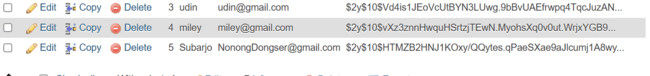 Edit Copy Delete 3 udin udin@gmail.com $2y$10$Vd4is1JEoVcUtBYN3LUwg.9bBvUAEfrwpq4TqcJuzAN...
Edit Copy Delete 4 miley miley@gmail.com $2y$10$vXz3znnHwquHSrtzjTEwN.MyohsXq0v0ut.WrjxYGB9...
Edit Copy Delete 5 Subarjo NonongDongser@gmail.com $2y$10$HTMZB2HNJ1KOxy/QQytes.qPaeSXae9aJlcumj1A8wy...